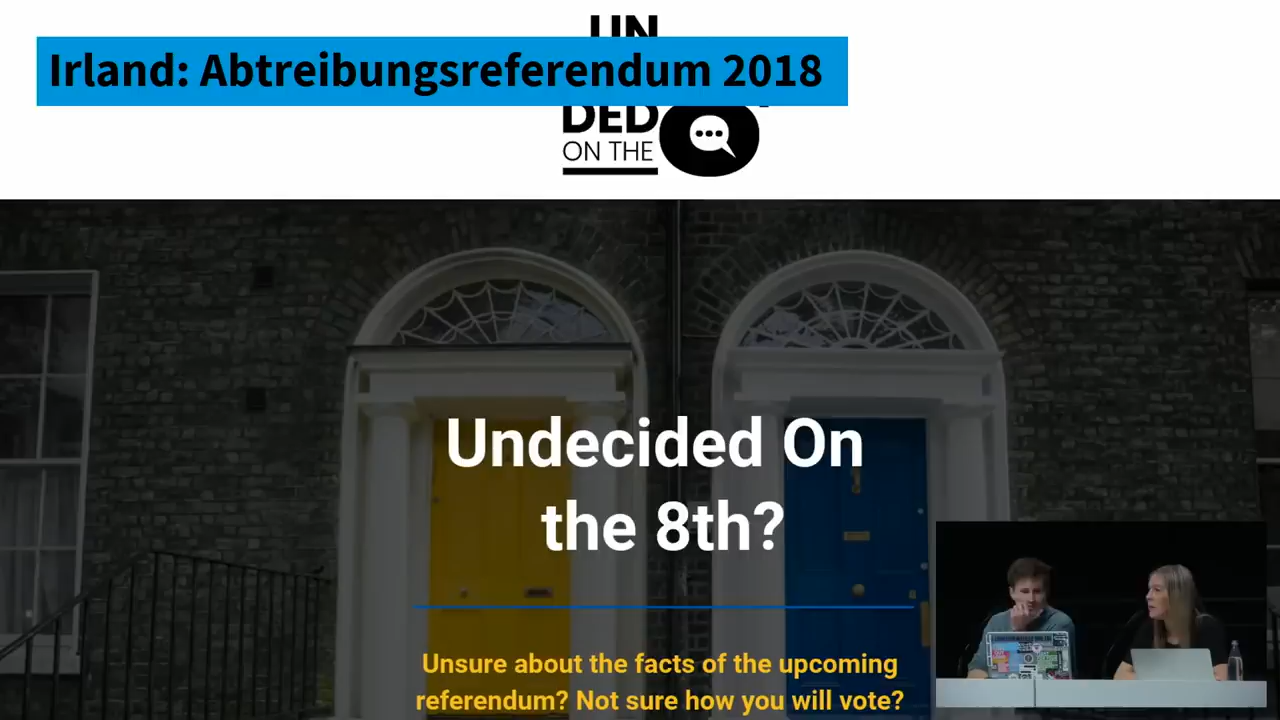 Irland: Abtreibungsreferendum 2018
UN
DED
ON THE
Undecided On
the 8th?
Unsure about the facts of the upcoming
referendum? Not sure how you will vote?